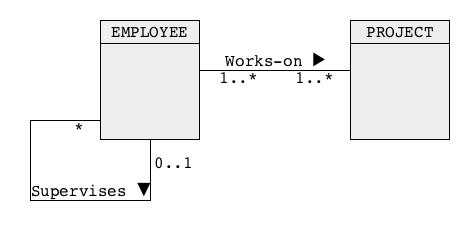 EMPLOYEE
PROJECT
Works-on ▶
1..*
1..*
*
0..1
Supervises ▼